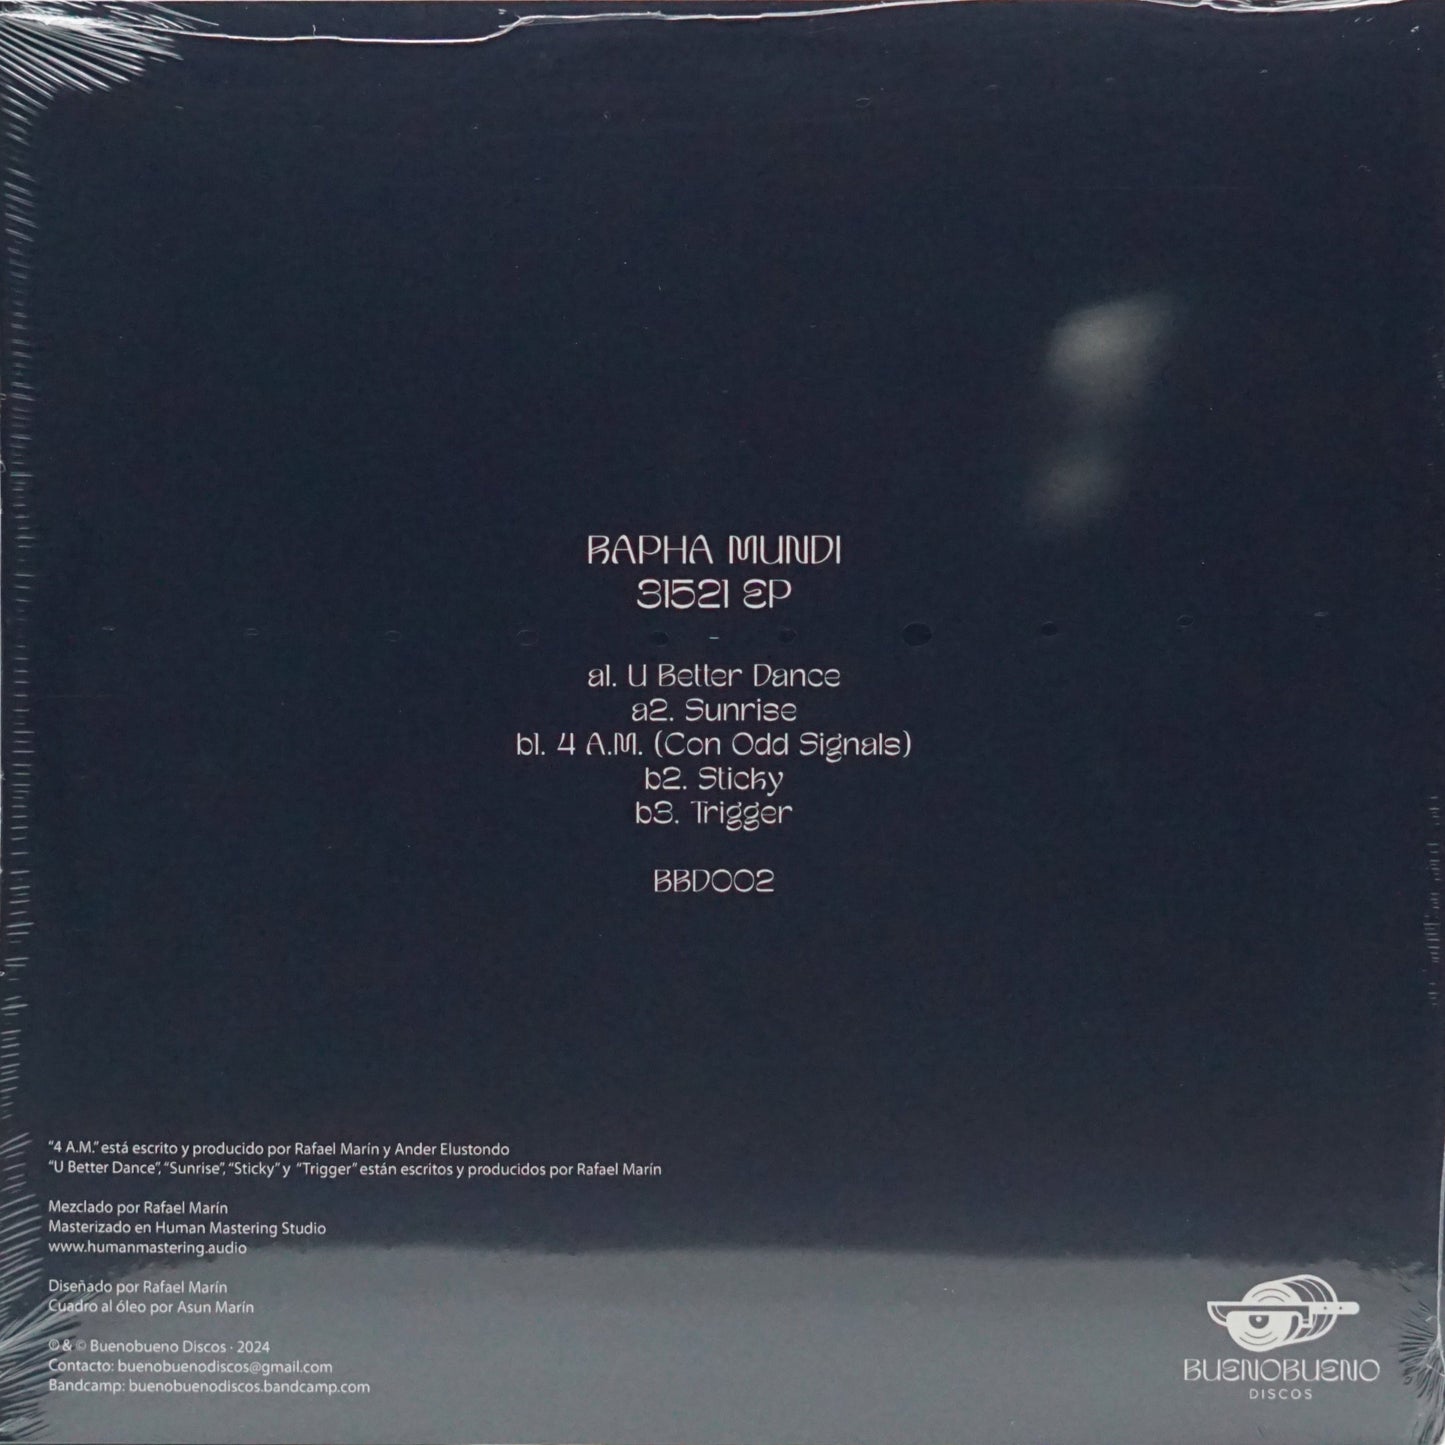 RAPHA MUNDI
31521 EP
-
a1. U Better Dance
a2. Sunrise
b1. 4 A.M. (Con Odd Signals)
b2. Sticky
b3. Trigger
BBD002
“4 A.M.” está escrito y producido por Rafael Marín y Ander Elustondo
“U Better Dance”, “Sunrise”, “Sticky” y “Trigger” están escritos y producidos por Rafael Marín
Mezclado por Rafael Marín
Masterizado en Human Mastering Studio
www.humanmastering.audio
Diseñado por Rafael Marín
Cuadro al óleo por Asun Marín
℗ & © Buenobueno Discos · 2024
Contacto: buenobuenodiscos@gmail.com
Bandcamp: buenobuenodiscos.bandcamp.com
BUENOBUENO
DISCOS